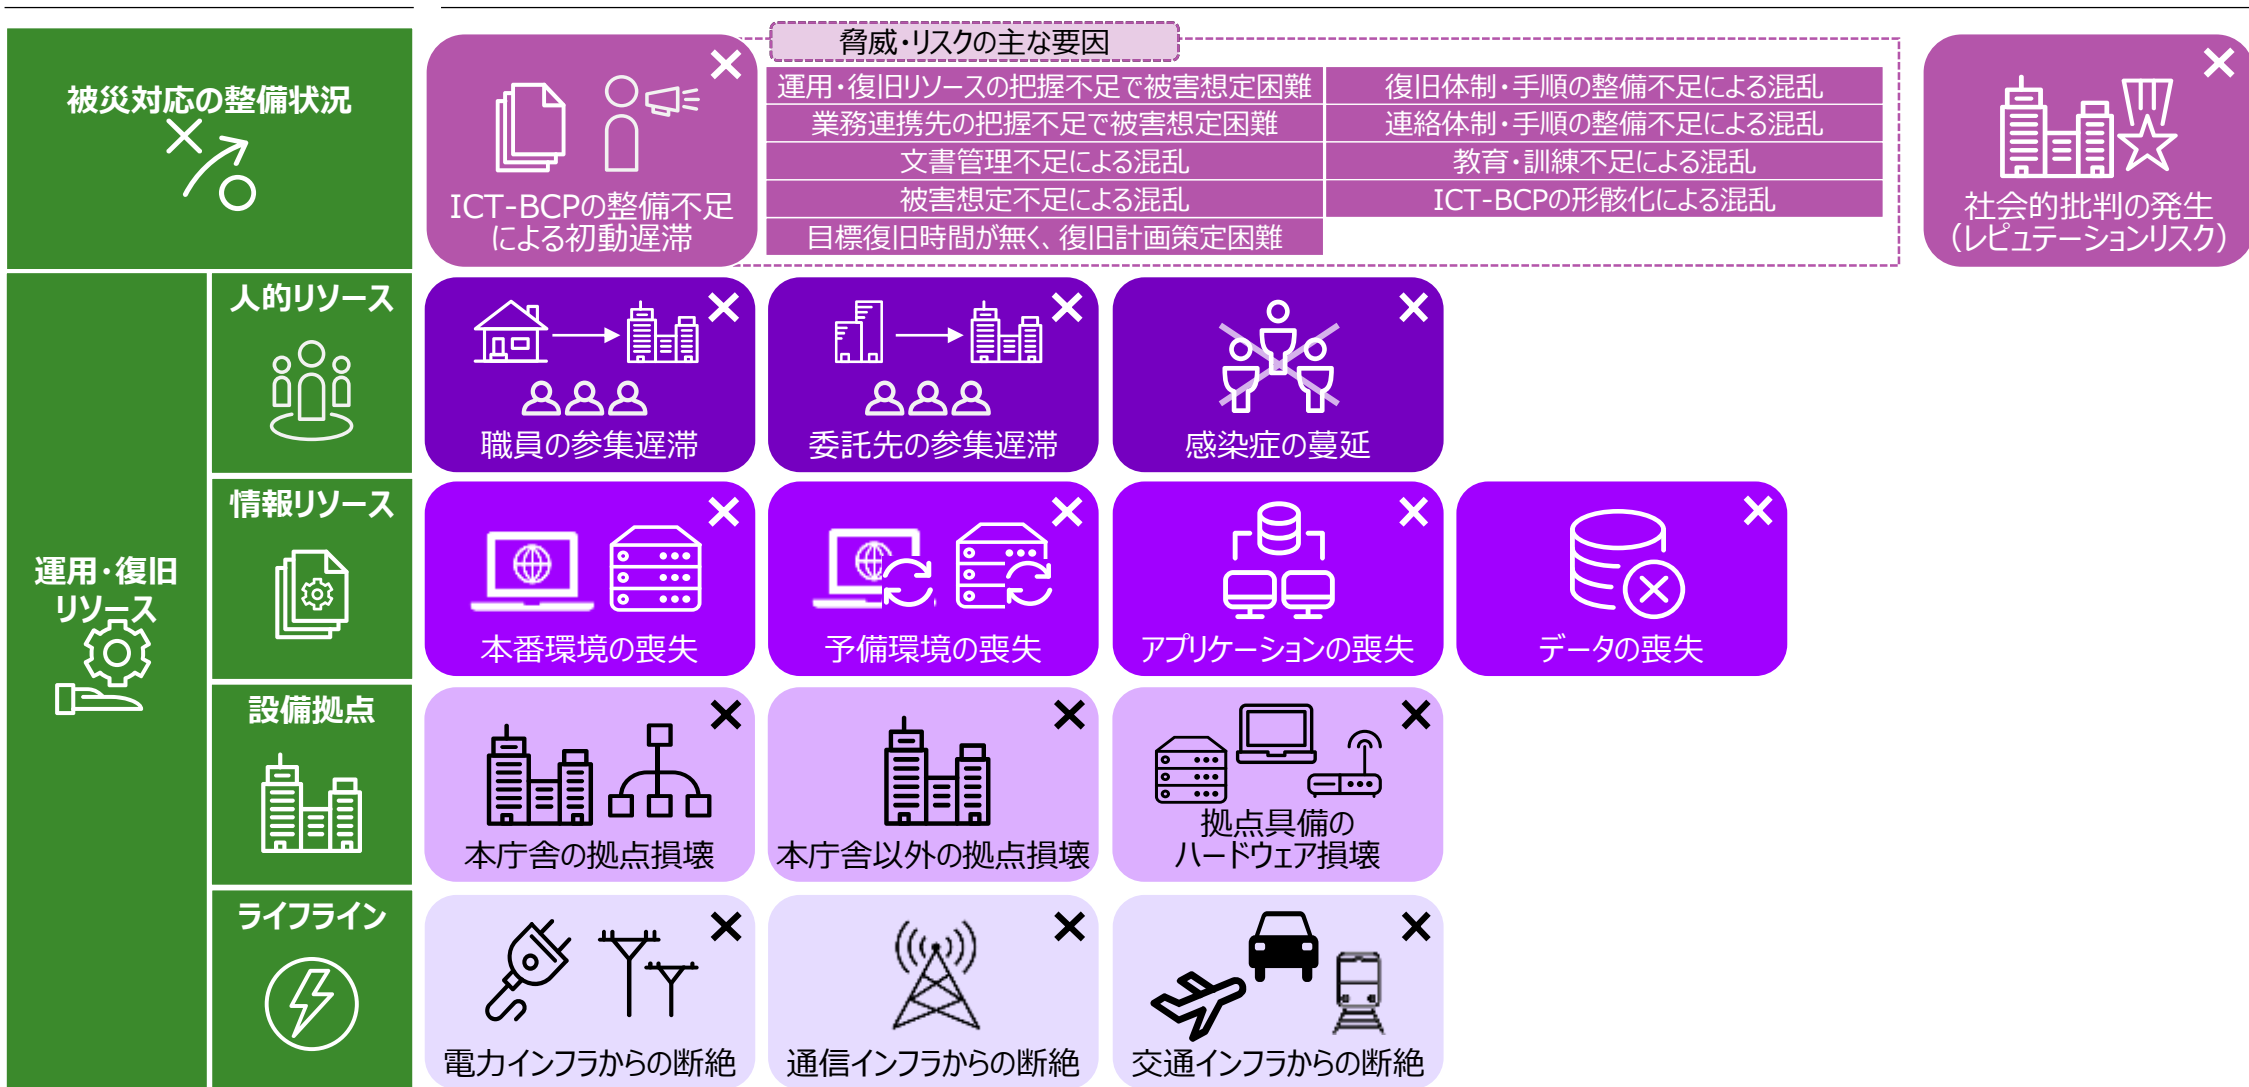 被災対応の整備状況
ICT-BCPの整備不足
による初動遅滞
脅威・リスクの主な要因
運用・復旧リソースの把握不足で被害想定困難
復旧体制・手順の整備不足による混乱
業務連携先の把握不足で被害想定困難
連絡体制・手順の整備不足による混乱
文書管理不足による混乱
教育・訓練不足による混乱
被害想定不足による混乱
ICT-BCPの形骸化による混乱
目標復旧時間が無く、復旧計画策定困難
社会的批判の発生
（レピュテーションリスク）
運用・復旧
リソース
人的リソース
職員の参集遅滞
委託先の参集遅滞
感染症の蔓延
情報リソース
本番環境の喪失
予備環境の喪失
アプリケーションの喪失
データの喪失
設備拠点
本庁舎の拠点損壊
本庁舎以外の拠点損壊
拠点具備の
ハードウェア損壊
ライフライン
電力インフラからの断絶
通信インフラからの断絶
交通インフラからの断絶